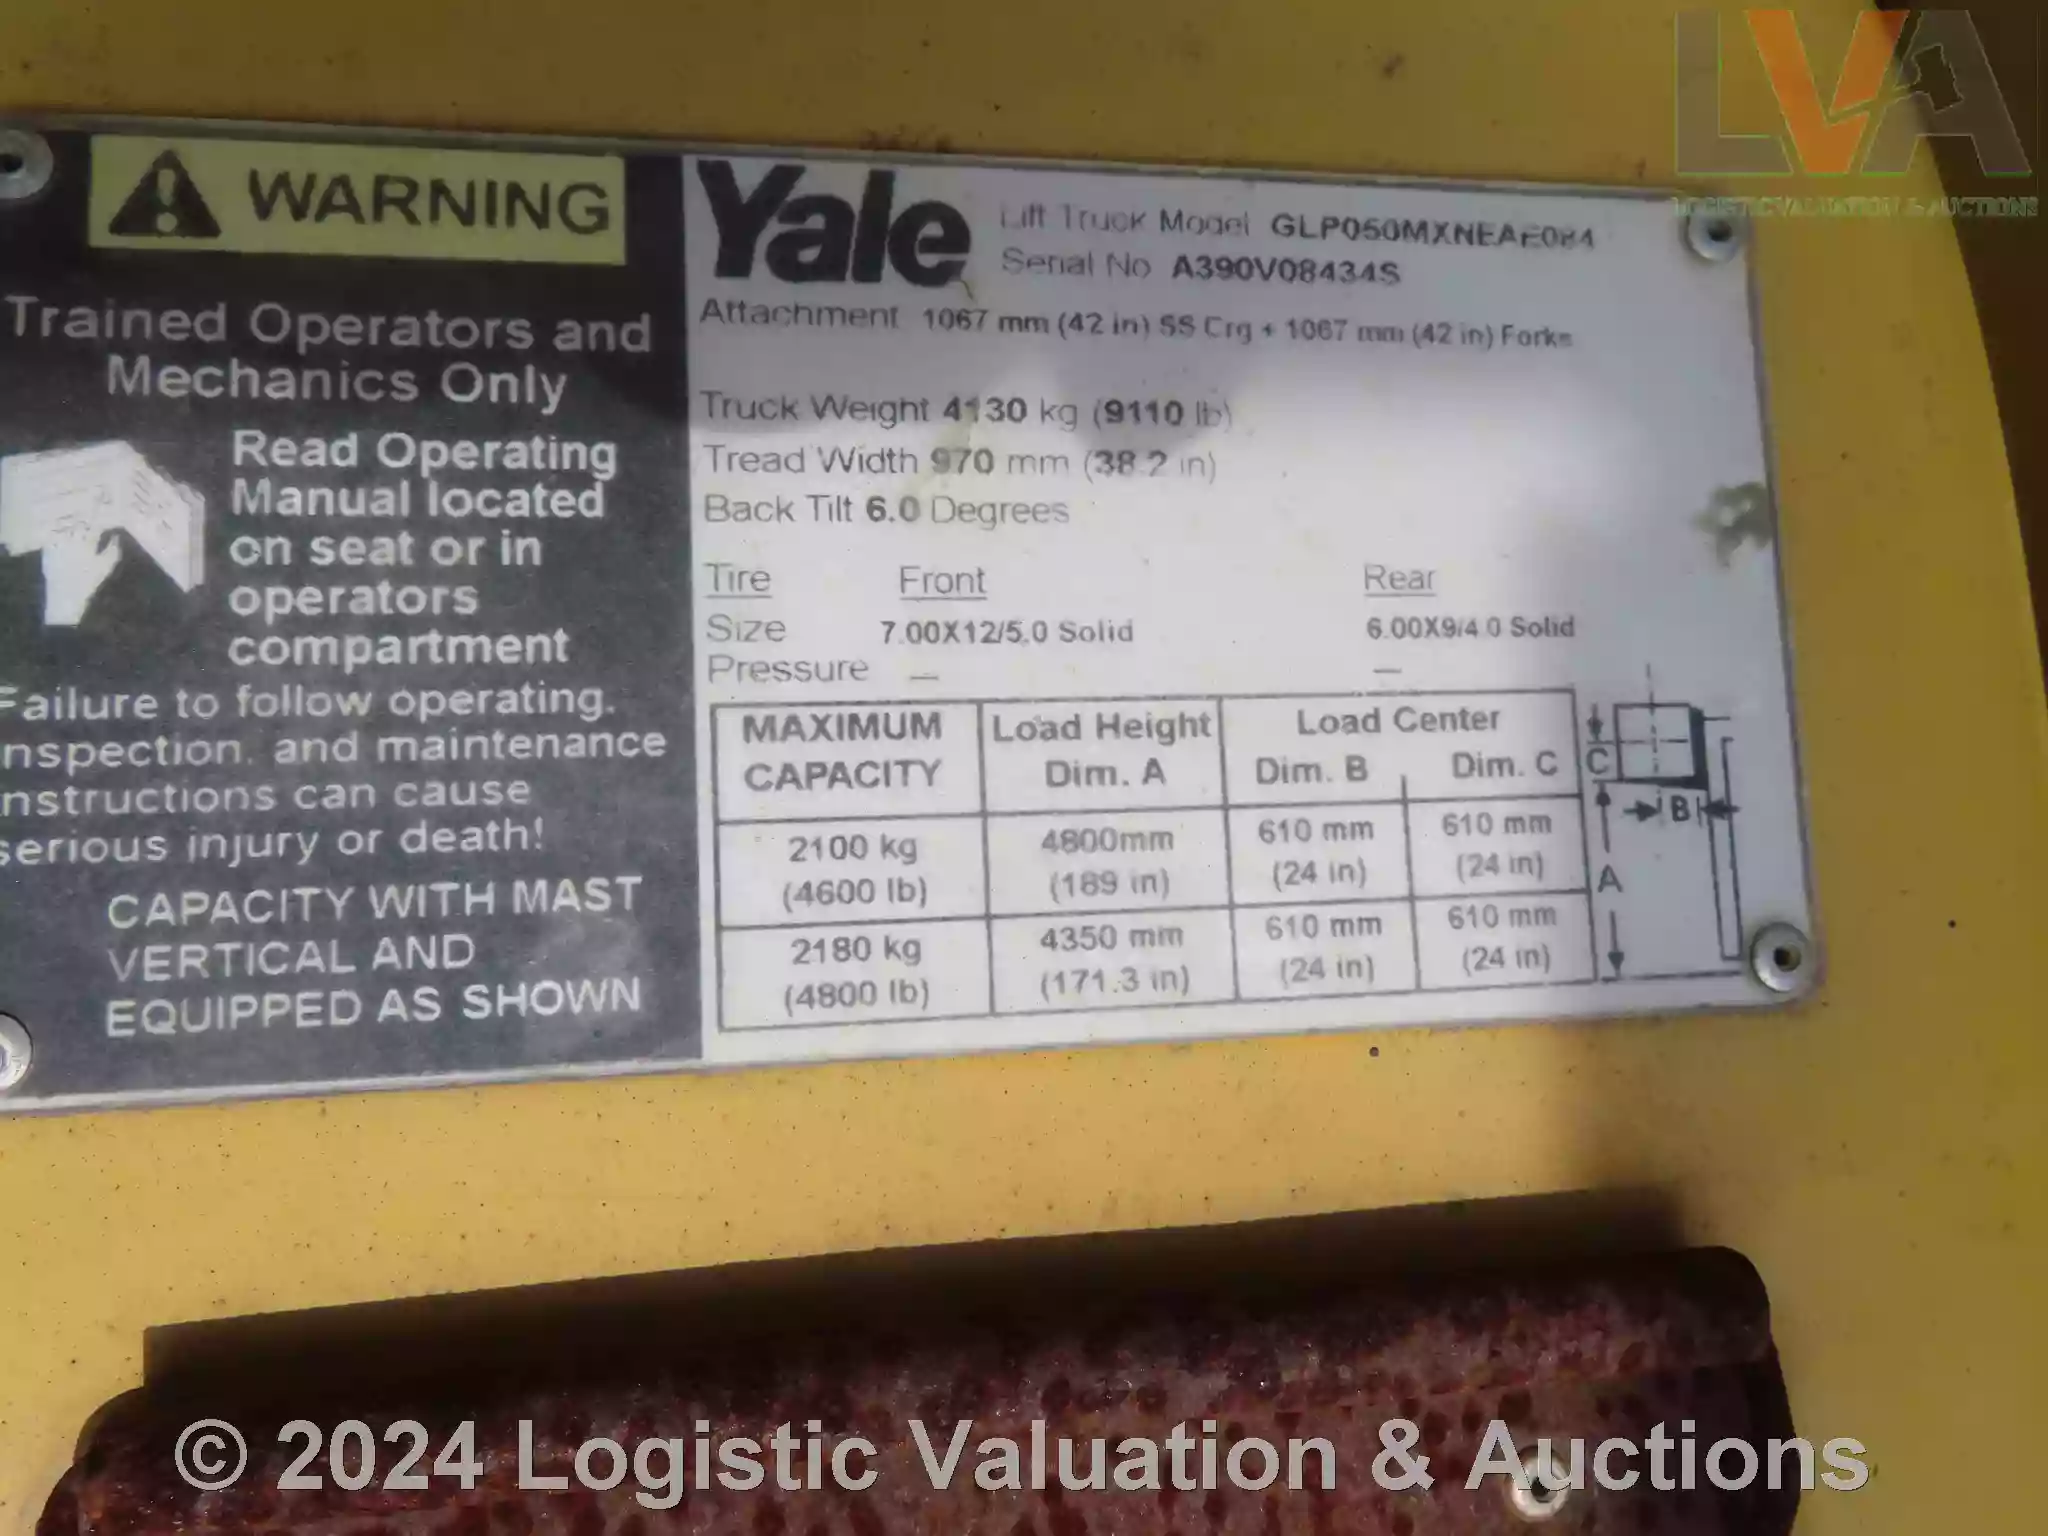 WARNING
Trained Operators and
Mechanics Only
Read Operating
Manual located
on seat or in
operators
compartment
Failure to follow operating,
inspection, and maintenance
instructions can cause
serious injury or death!
CAPACITY WITH MAST
VERTICAL AND
EQUIPPED AS SHOWN
Yale
Lift Truck Model GLP050MXNEAE084
Serial No A390V08434S
Attachment 1067 mm (42 in) SS Crg + 1067 mm (42 in) Forks
Truck Weight 4130 kg (9110 lb)
Tread Width 970 mm (38.2 in)
Back Tilt 6.0 Degrees
Tire Front Rear
Size 7.00X12/5.0 Solid 6.00X9/4.0 Solid
Pressure — —
MAXIMUM CAPACITY Load Height Dim. A Load Center Dim. B Dim. C
2100 kg 4800mm 610 mm 610 mm
(4600 lb) (189 in) (24 in) (24 in)
2180 kg 4350 mm 610 mm 610 mm
(4800 lb) (171.3 in) (24 in) (24 in)
C
B
A
LVA
LOGISTIC VALUATION & AUCTIONS
© 2024 Logistic Valuation & Auctions